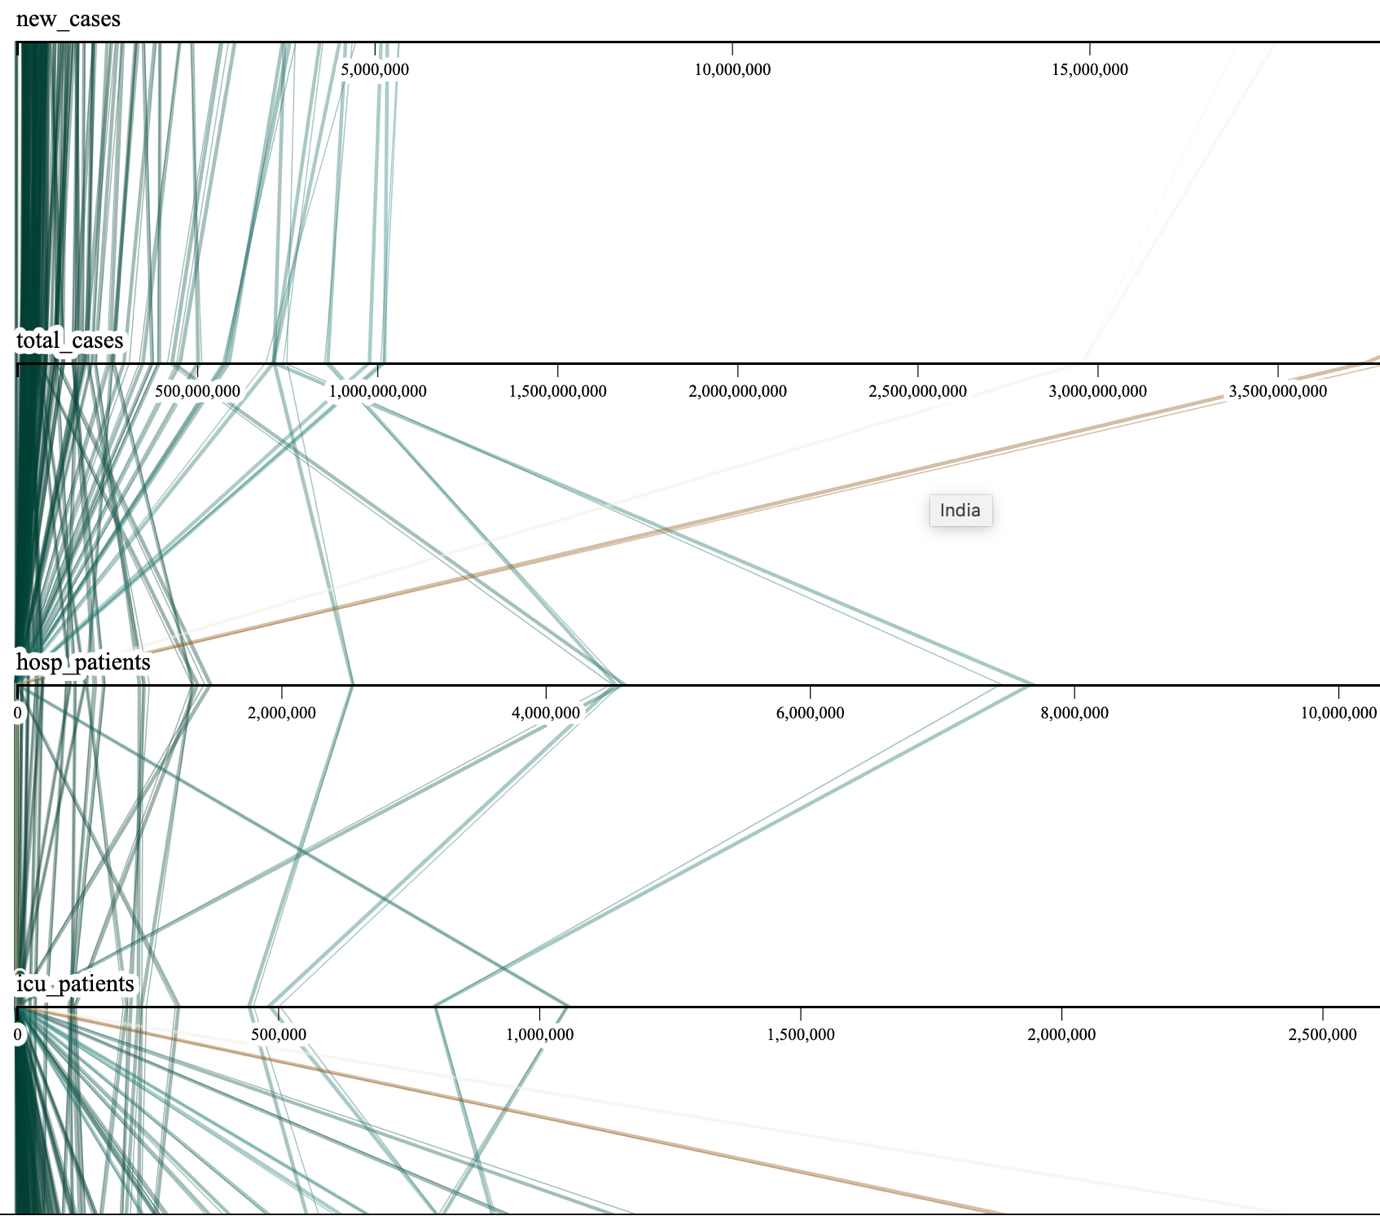 new_cases
5,000,000 10,000,000 15,000,000
total_cases
500,000,000 1,000,000,000 1,500,000,000 2,000,000,000 2,500,000,000 3,000,000,000 3,500,000,000
India
hosp_patients
0 2,000,000 4,000,000 6,000,000 8,000,000 10,000,000
icu_patients
0 500,000 1,000,000 1,500,000 2,000,000 2,500,000